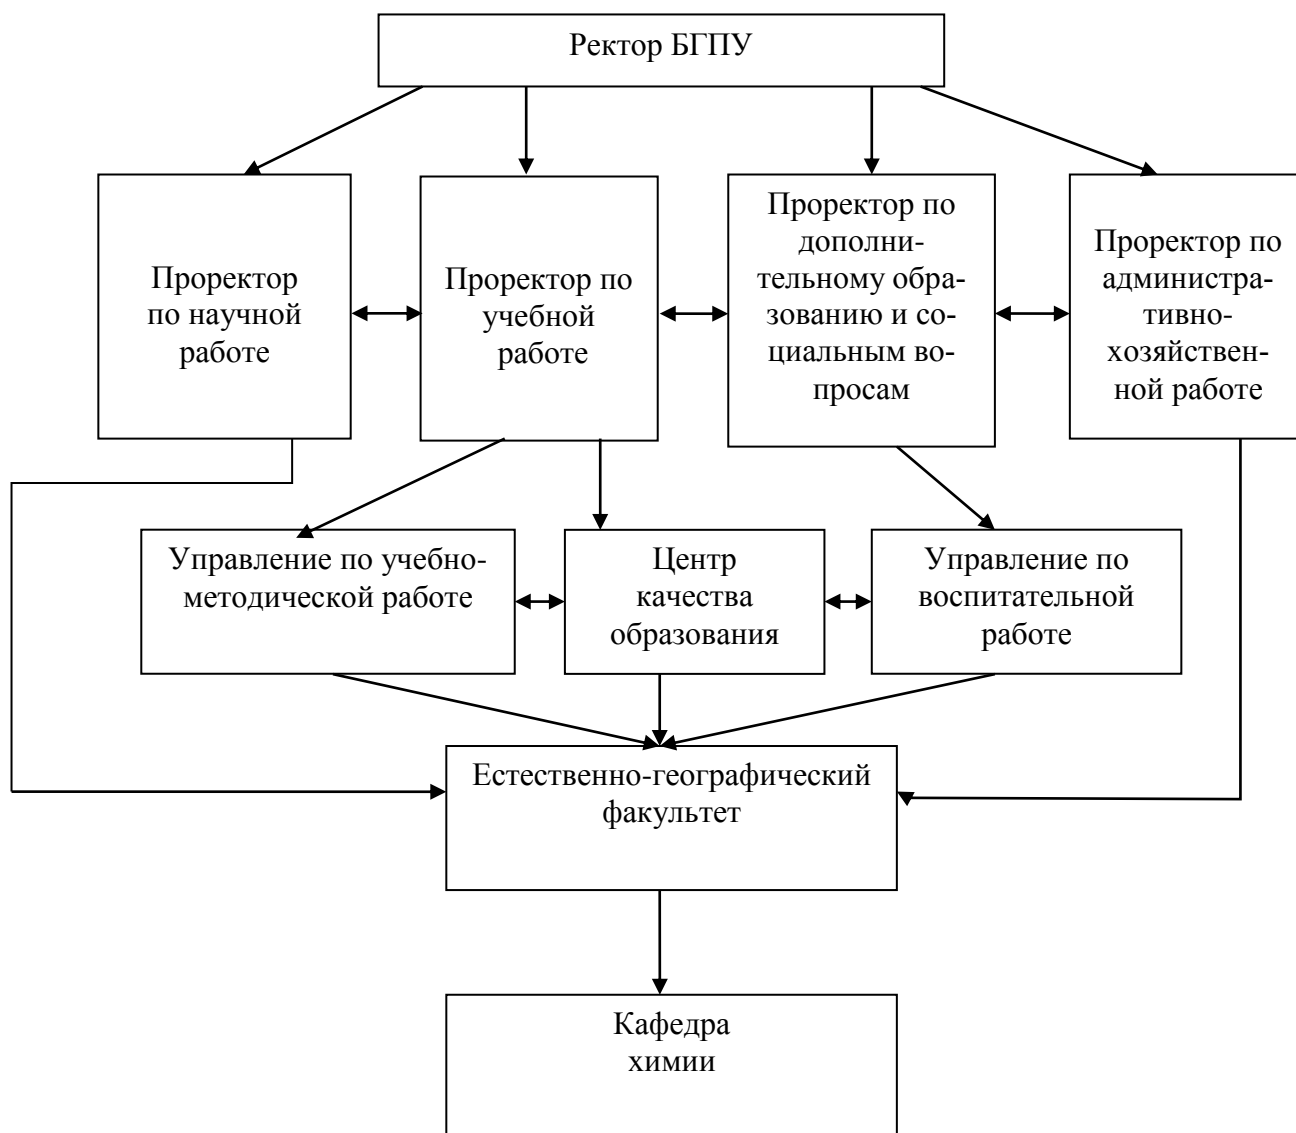 Ректор БГПУ
Проректор
по научной
работе
Проректор по
учебной
работе
Проректор по
дополни-
тельному обра-
зованию и со-
циальным во-
просам
Проректор по
администра-
тивно-
хозяйствен-
ной работе
Управление по учебно-
методической работе
Центр
качества
образования
Управление по
воспитательной
работе
Естественно-географический
факультет
Кафедра
химии